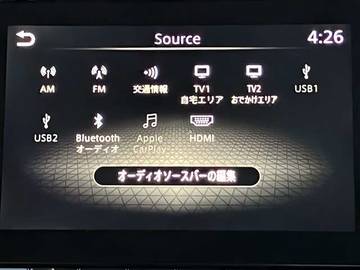 Source 4:26
AM FM 交通情報 TV1 TV2 USB1
自宅エリア おでかけエリア
USB2 Bluetooth Apple HDMI
オーディオ CarPlay
オーディオソースバーの編集